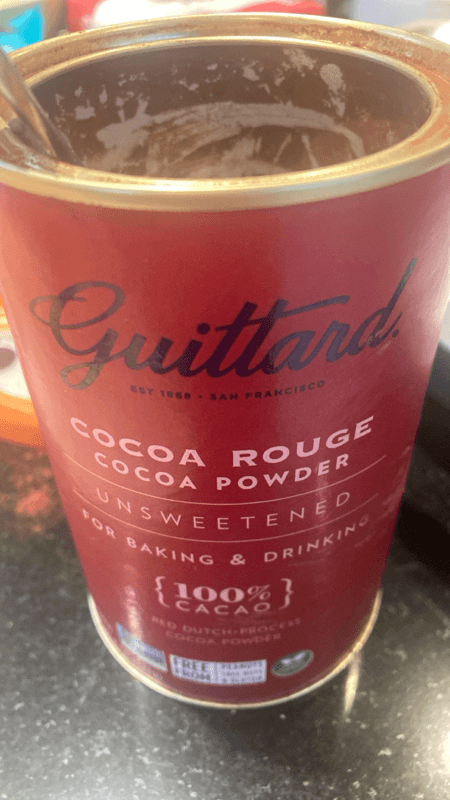 Guittard.
EST 1868 - SAN FRANCISCO
COCOA ROUGE
COCOA POWDER
UNSWEETENED
FOR BAKING & DRINKING
{100%
CACAO}
RED DUTCH-PROCESS
COCOA POWDER
FREE FROM
PEANUTS